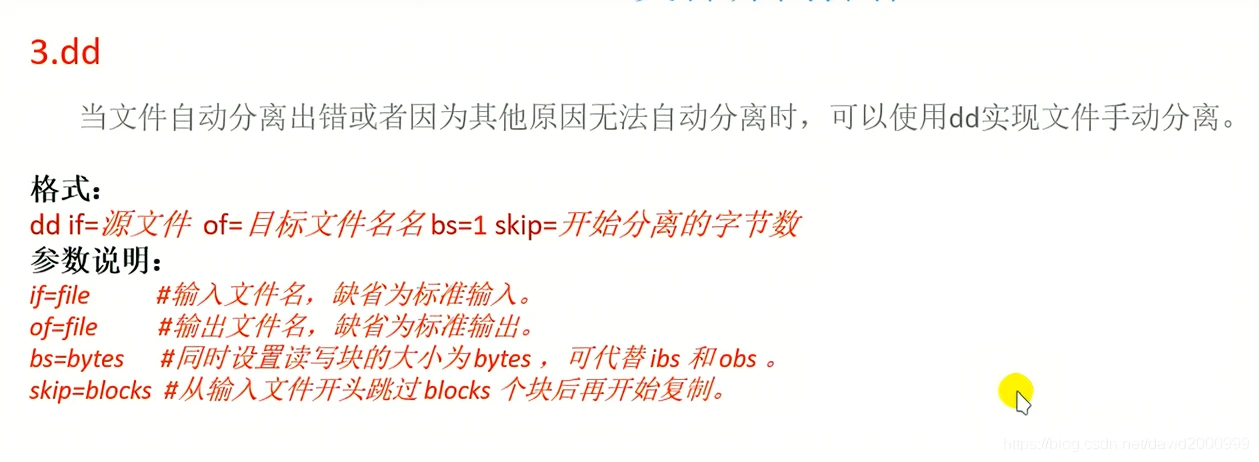 3.dd
当文件自动分离出错或者因为其他原因无法自动分离时，可以使用dd实现文件手动分离。
格式：
dd if=源文件 of=目标文件名名 bs=1 skip=开始分离的字节数
参数说明：
if=file #输入文件名，缺省为标准输入。
of=file #输出文件名，缺省为标准输出。
bs=bytes #同时设置读写块的大小为bytes，可代替ibs和obs。
skip=blocks #从输入文件开头跳过blocks个块后再开始复制。
https://blog.csdn.net/david2000999